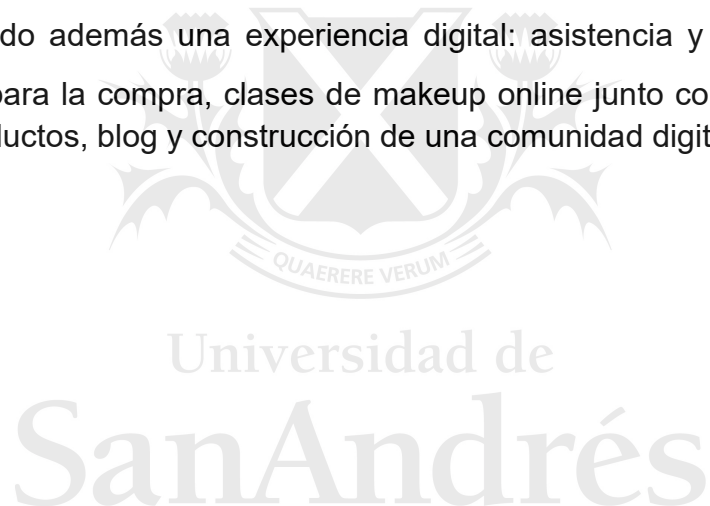 do además una experiencia digital: asistencia y
para la compra, clases de makeup online junto co
ductos, blog y construcción de una comunidad digit
QUAERERE VERUM
Universidad de
SanAndrés